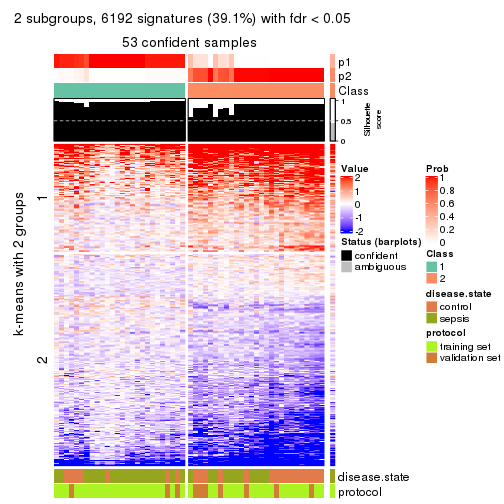 2 subgroups, 6192 signatures (39.1%) with fdr < 0.05
53 confident samples
p1
p2
Class
1
0.5
0
Silhouette
score
k-means with 2 groups
1
2
disease.state
protocol
Value
2
1
0
-1
-2
Status (barplots)
confident
ambiguous
Prob
1
0.8
0.6
0.4
0.2
0
Class
1
2
disease.state
control
sepsis
protocol
training set
validation set